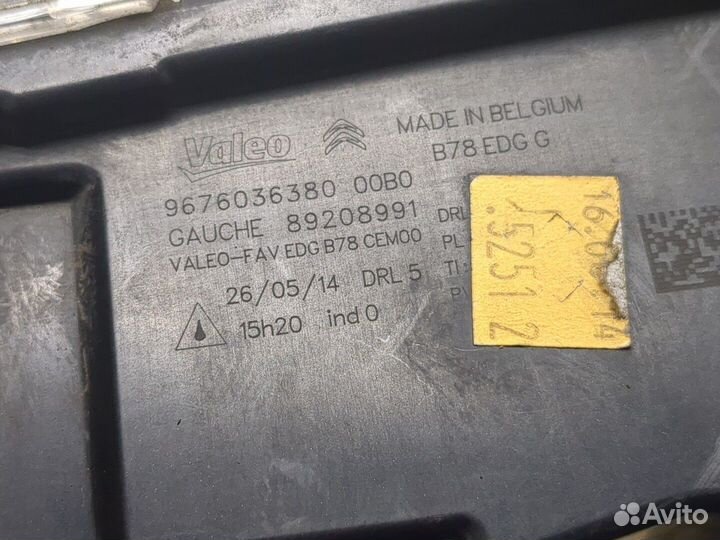 Valeo
MADE IN BELGIUM
B78 EDG G
9676036380 00B0
GAUCHE 89208991 DRL
VALEO-FAV EDG B78 CEM00 PL
26/05/14 DRL 5 TI
15h20 ind 0
5251 2
Avito